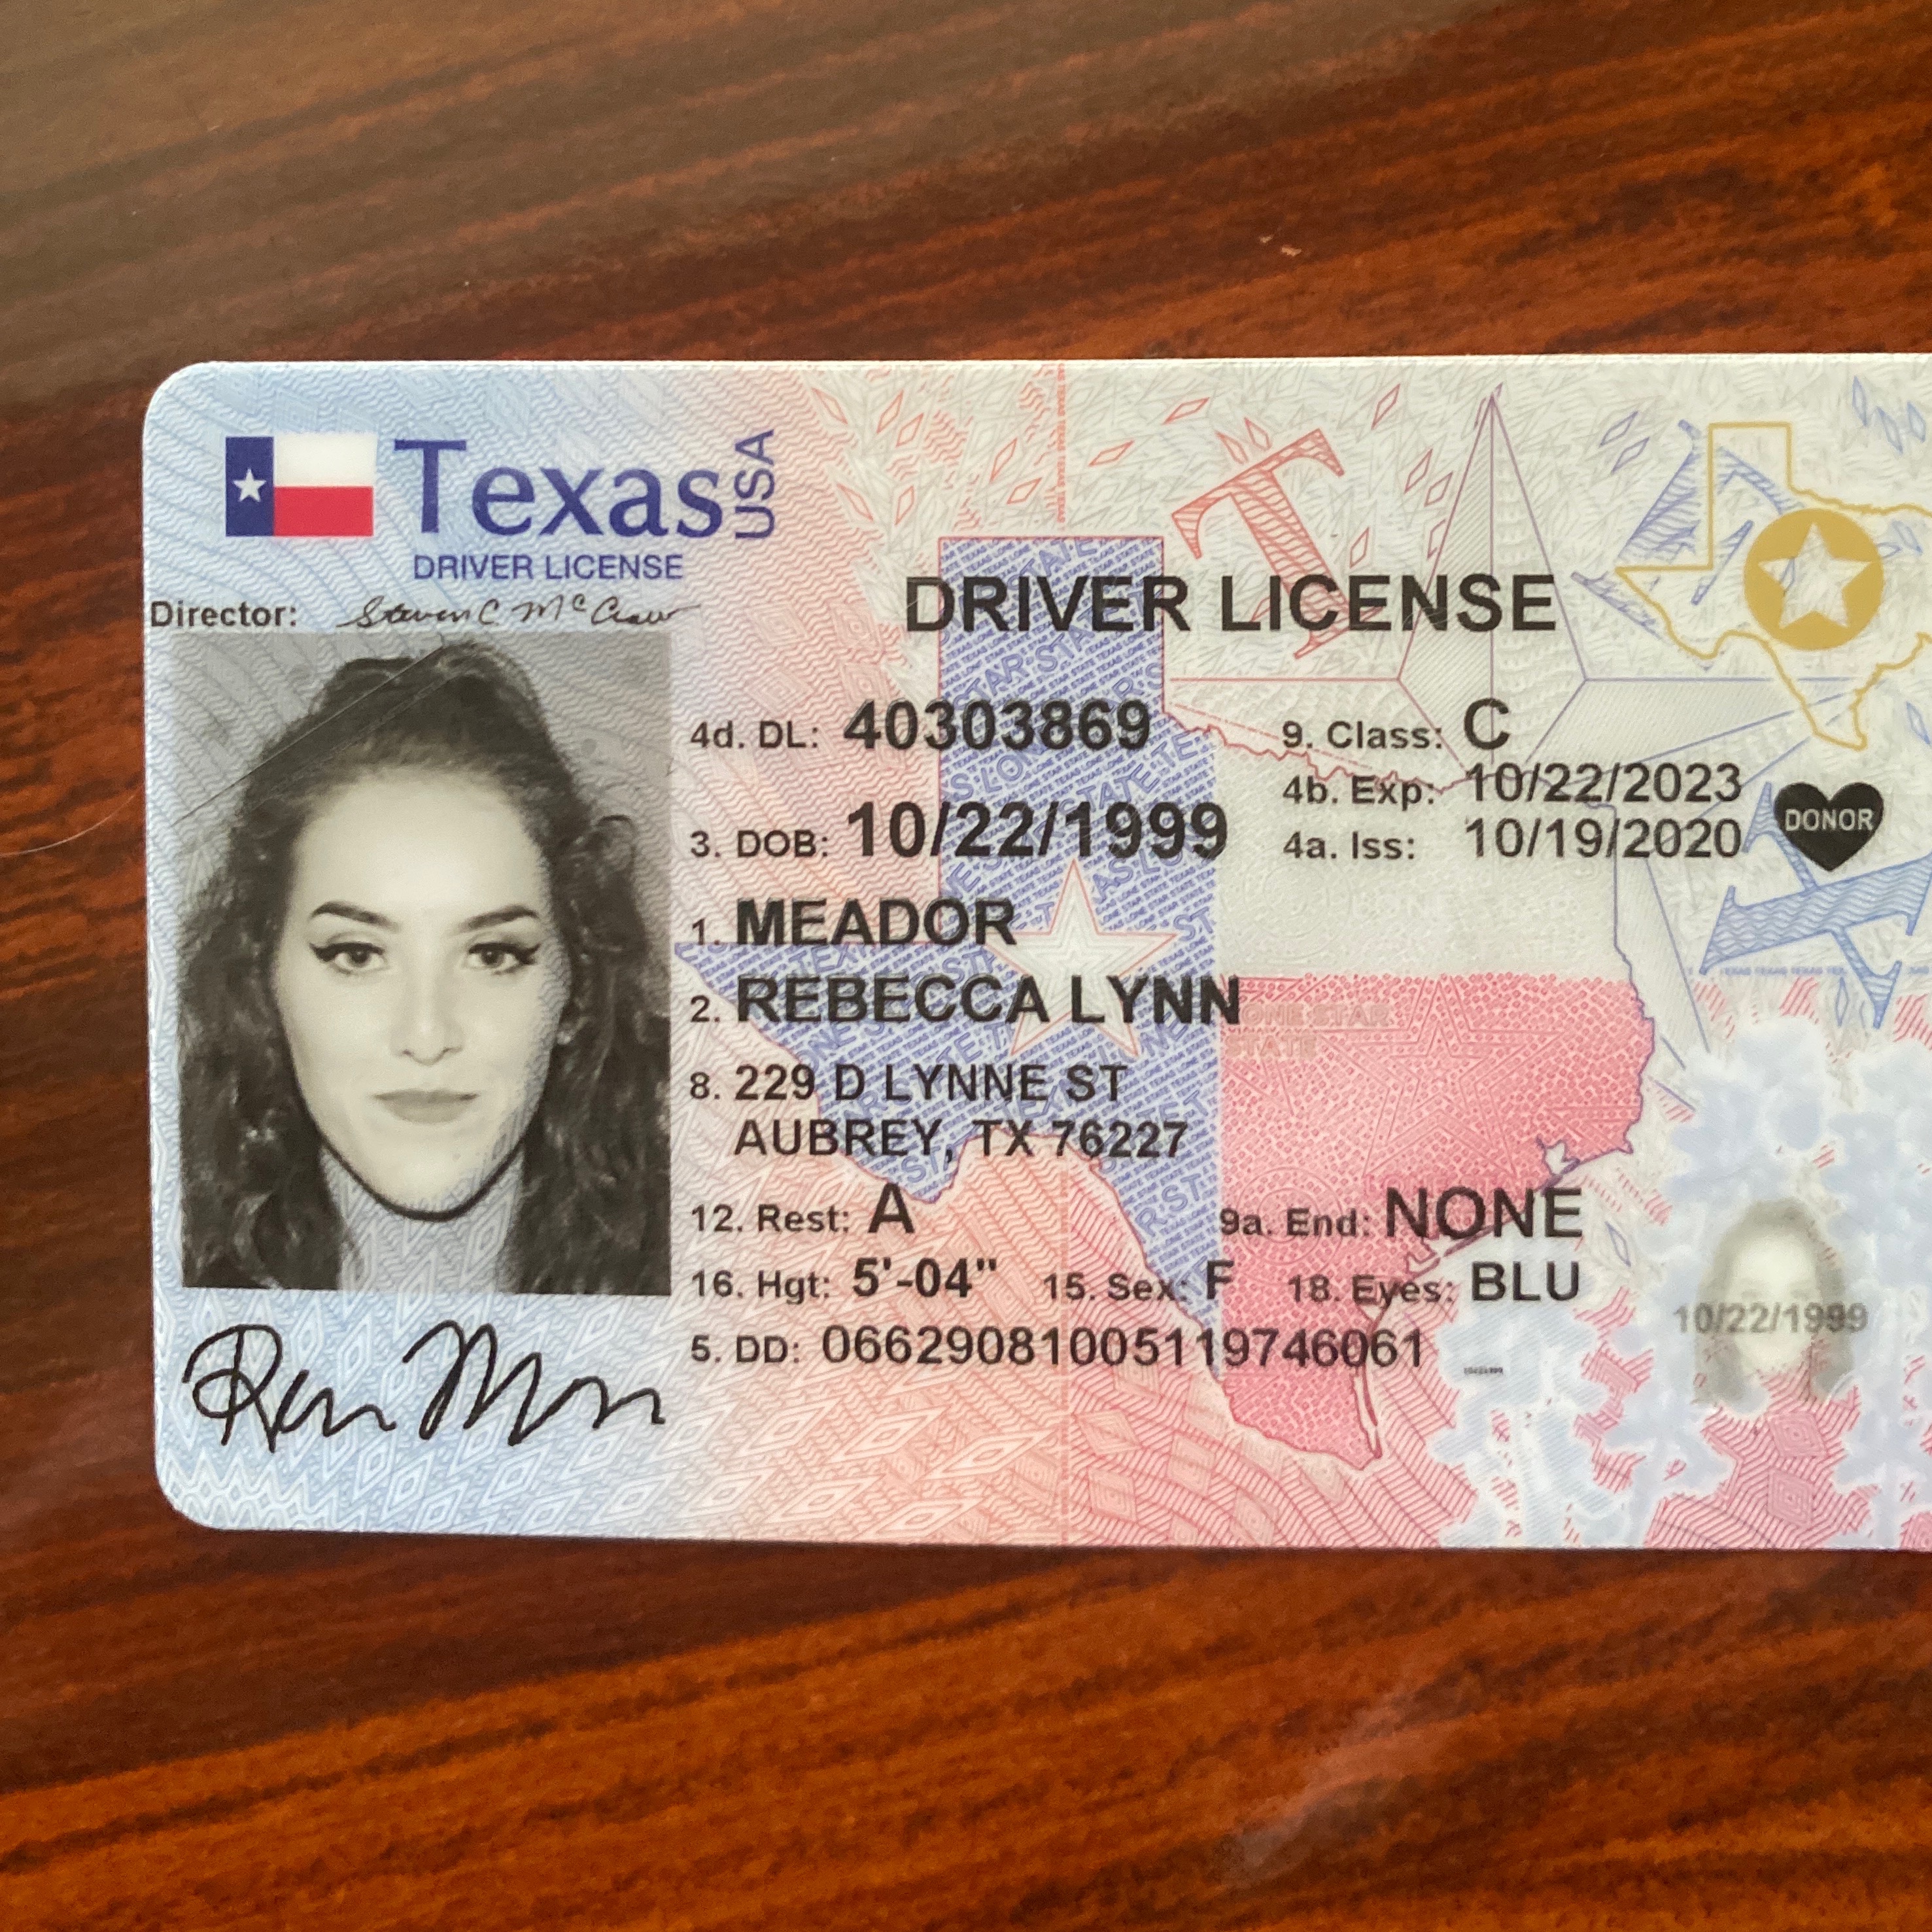 Texas USA
DRIVER LICENSE
Director: Steven C McCraw
DRIVER LICENSE
4d. DL: 40303869 9. Class: C
4b. Exp: 10/22/2023
3. DOB: 10/22/1999 4a. Iss: 10/19/2020
DONOR
1. MEADOR
2. REBECCA LYNN
8. 229 D LYNNE ST
AUBREY, TX 76227
12. Rest: A 9a. End: NONE
16. Hgt: 5'-04" 15. Sex: F 18. Eyes: BLU
5. DD: 06629081005119746061
10/22/1999